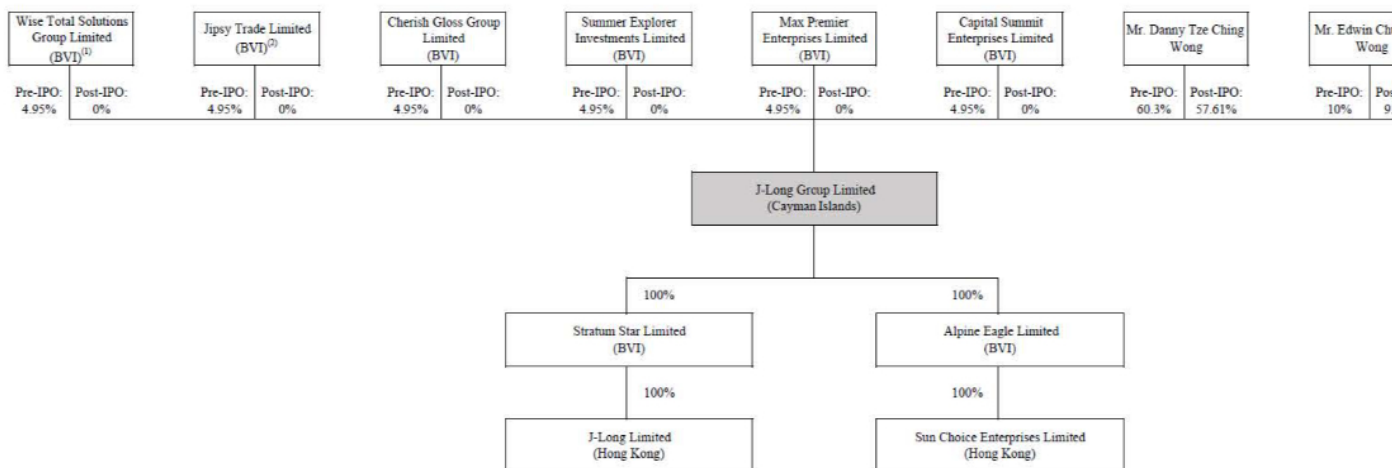 Wise Total Solutions
Group Limited
(BVI)(1)
Jipsy Trade Limited
(BVI)(2)
Cherish Gloss Group
Limited
(BVI)
Summer Explorer
Investments Limited
(BVI)
Max Premier
Enterprises Limited
(BVI)
Capital Summit
Enterprises Limited
(BVI)
Mr. Danny Tze Ching
Wong
Mr. Edwin
Wong
Pre-IPO:
4.95%
Post-IPO:
0%
Pre-IPO:
4.95%
Post-IPO:
0%
Pre-IPO:
4.95%
Post-IPO:
0%
Pre-IPO:
4.95%
Post-IPO:
0%
Pre-IPO:
4.95%
Post-IPO:
0%
Pre-IPO:
4.95%
Post-IPO:
0%
Pre-IPO:
60.3%
Post-IPO:
57.61%
Pre-IPO:
10%
J-Long Group Limited
(Cayman Islands)
100%
100%
Stratum Star Limited
(BVI)
Alpine Eagle Limited
(BVI)
100%
100%
J-Long Limited
(Hong Kong)
Sun Choice Enterprises Limited
(Hong Kong)